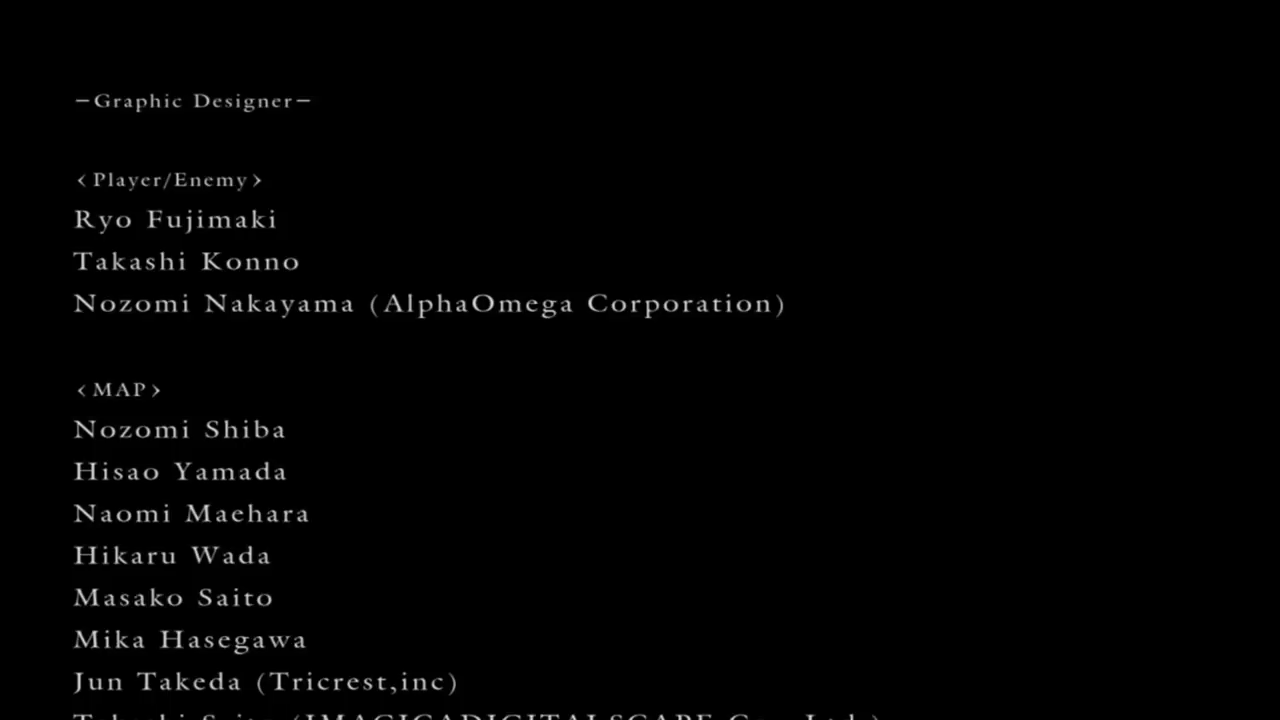 －Graphic Designer－
＜Player/Enemy＞
Ryo Fujimaki
Takashi Konno
Nozomi Nakayama (AlphaOmega Corporation)
＜MAP＞
Nozomi Shiba
Hisao Yamada
Naomi Maehara
Hikaru Wada
Masako Saito
Mika Hasegawa
Jun Takeda (Tricrest,inc)